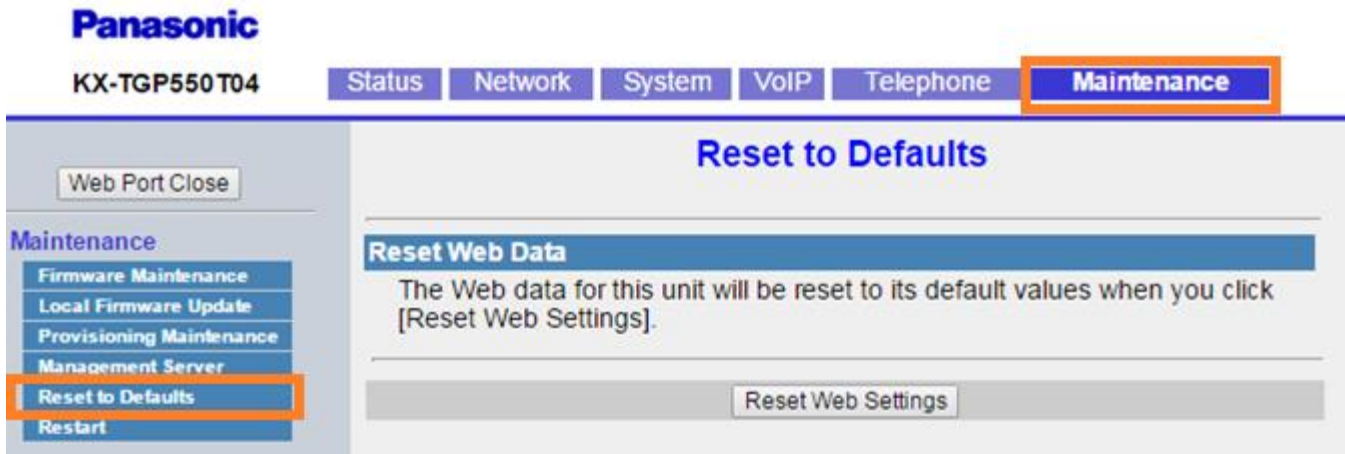 Panasonic
KX-TGP550T04
Status Network System VoIP Telephone Maintenance
Web Port Close
Maintenance
Firmware Maintenance
Local Firmware Update
Provisioning Maintenance
Management Server
Reset to Defaults
Restart
Reset to Defaults
Reset Web Data
The Web data for this unit will be reset to its default values when you click
[Reset Web Setting].
Reset Web Settings